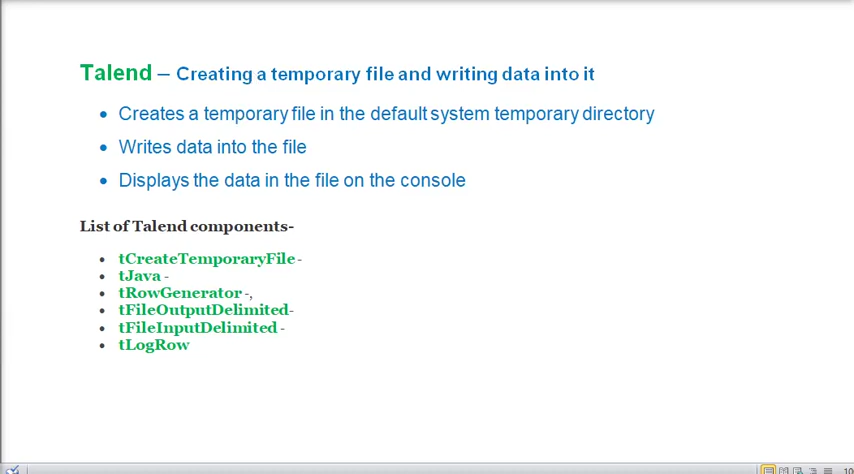 Talend – Creating a temporary file and writing data into it
• Creates a temporary file in the default system temporary directory
• Writes data into the file
• Displays the data in the file on the console
List of Talend components-
• tCreateTemporaryFile -
• tJava -
• tRowGenerator -,
• tFileOutputDelimited-
• tFileInputDelimited -
• tLogRow
10